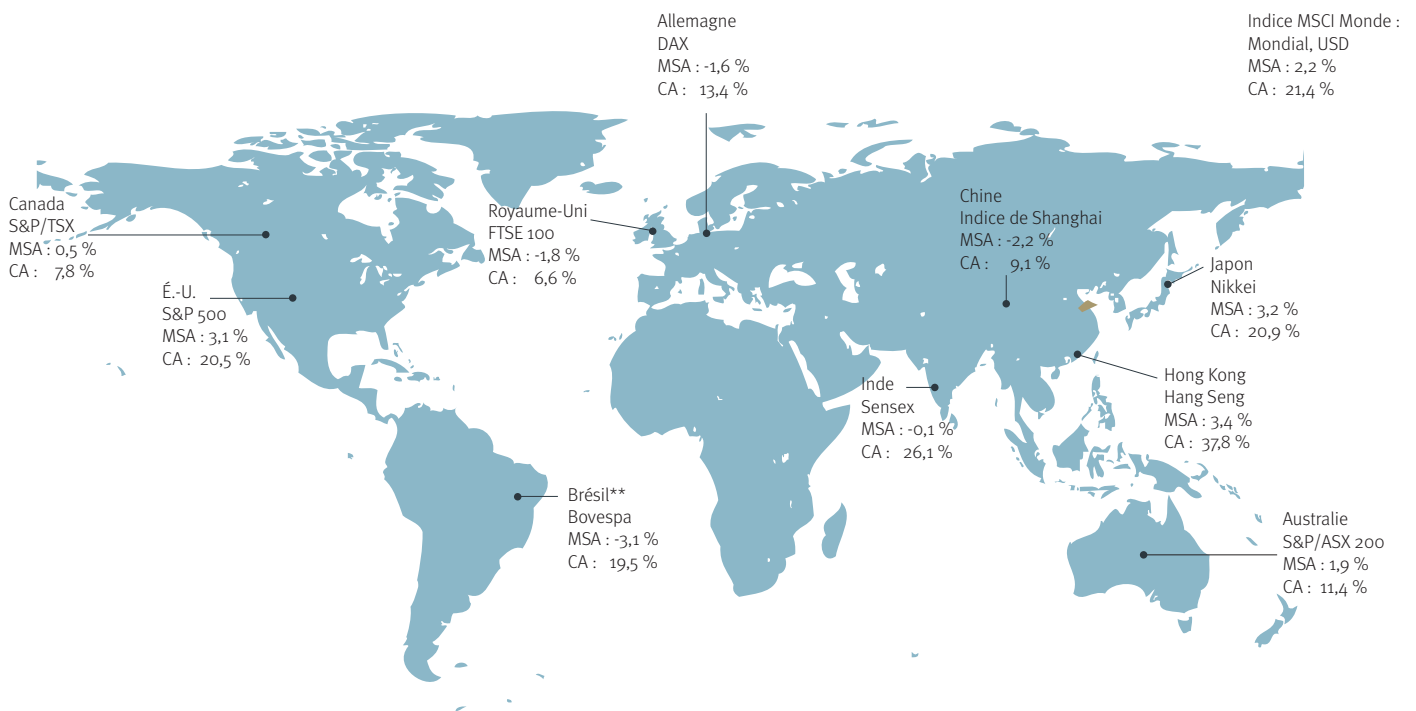 Allemagne
DAX
MSA : -1,6 %
CA : 13,4 %
Indice MSCI Monde :
Mondial, USD
MSA : 2,2 %
CA : 21,4 %
Canada
S&P/TSX
MSA : 0,5 %
CA : 7,8 %
É.-U.
S&P 500
MSA : 3,1 %
CA : 20,5 %
Royaume-Uni
FTSE 100
MSA : -1,8 %
CA : 6,6 %
Chine
Indice de Shanghai
MSA : -2,2 %
CA : 9,1 %
Japon
Nikkei
MSA : 3,2 %
CA : 20,9 %
Inde
Sensex
MSA : -0,1 %
CA : 26,1 %
Hong Kong
Hang Seng
MSA : 3,4 %
CA : 37,8 %
Brésil**
Bovespa
MSA : -3,1 %
CA : 19,5 %
Australie
S&P/ASX 200
MSA : 1,9 %
CA : 11,4 %